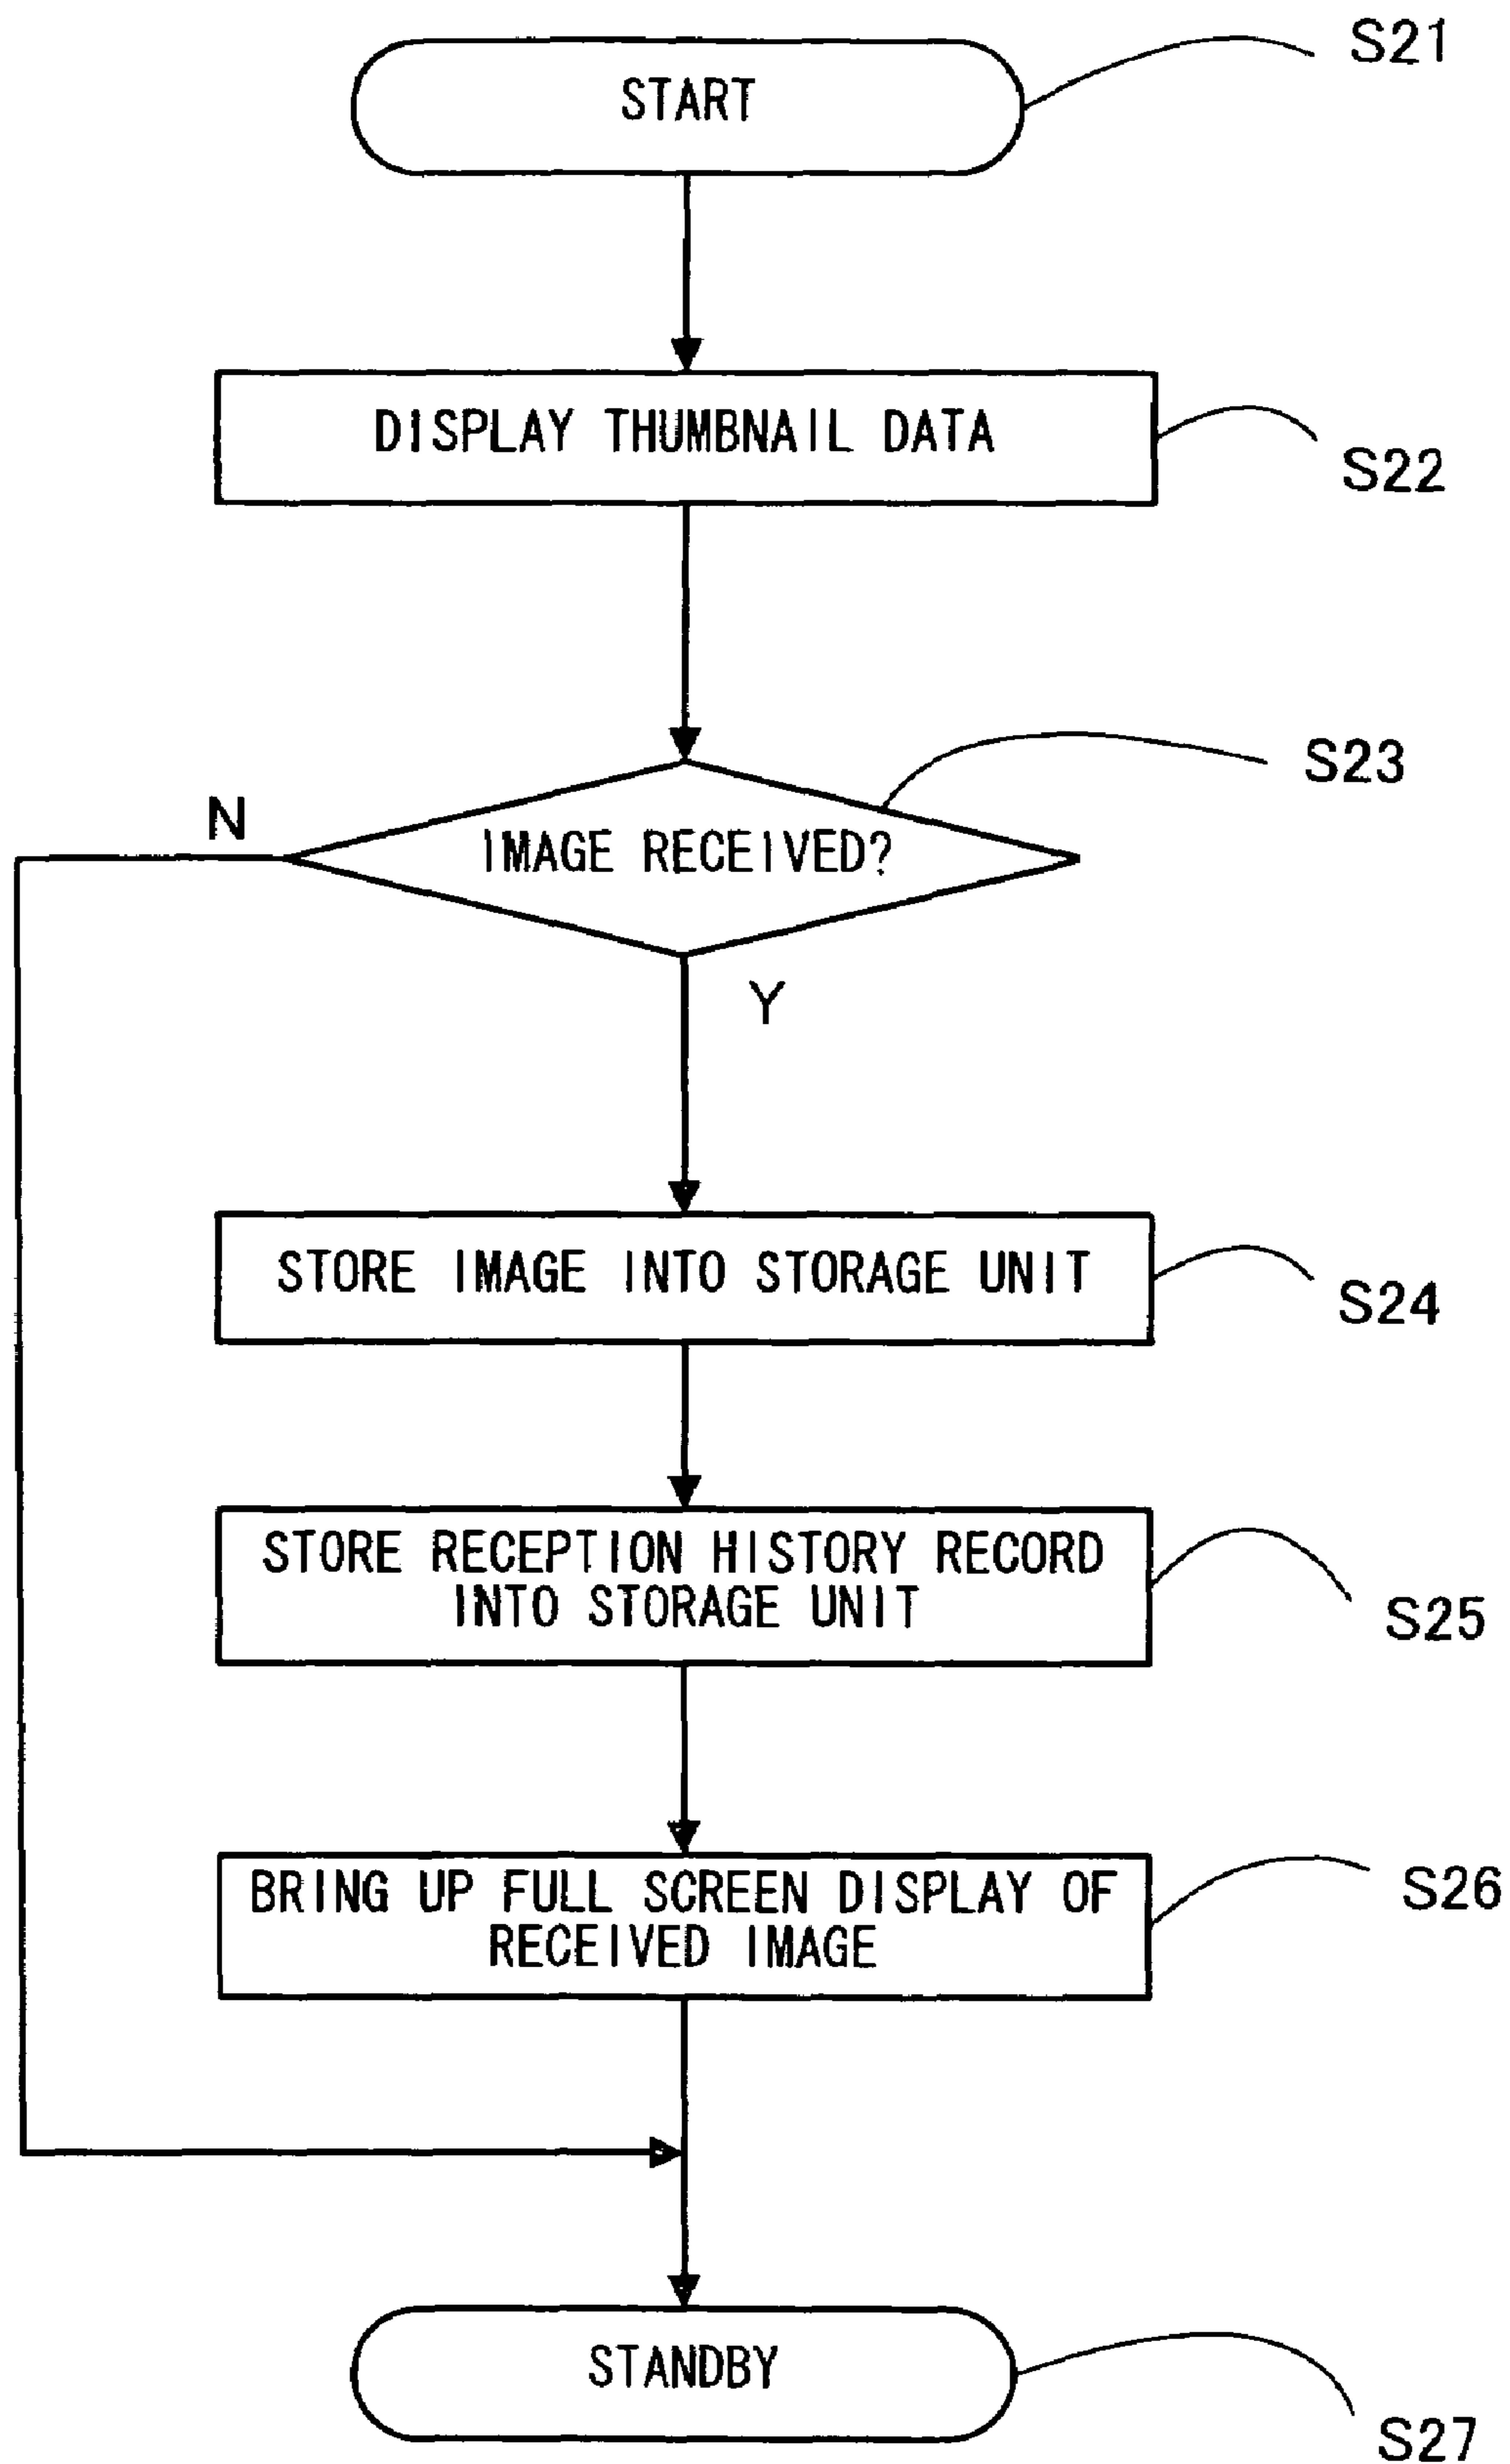 START
S21
DISPLAY THUMBNAIL DATA
S22
S23
N
IMAGE RECEIVED?
Y
STORE IMAGE INTO STORAGE UNIT
S24
STORE RECEPTION HISTORY RECORD
INTO STORAGE UNIT
S25
BRING UP FULL SCREEN DISPLAY OF
RECEIVED IMAGE
S26
STANDBY
S27